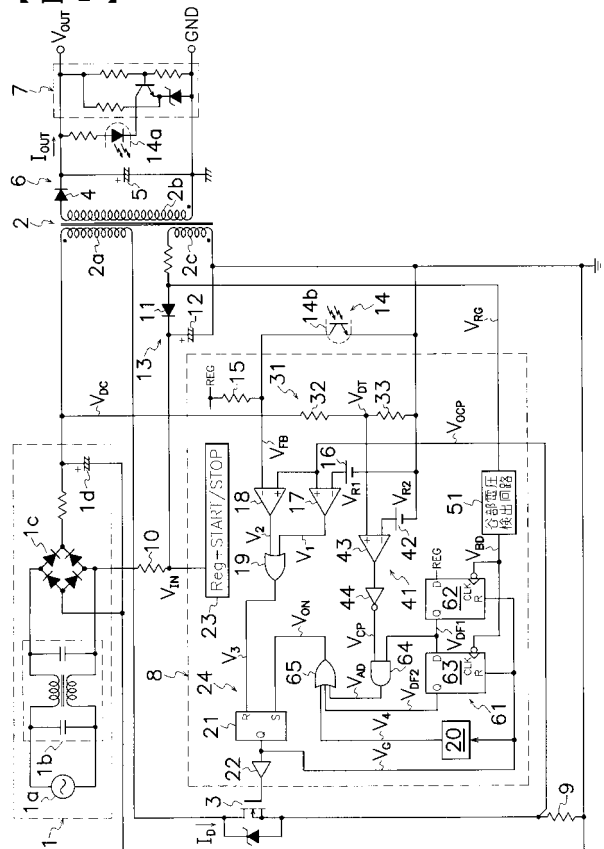 V_OUT
GND
7
I_OUT
14a
6
4
5
2
2a
2b
2c
11
12
13
14b
14
V_DC
V_RG
REG
15
31
32
33
V_FB
V_DT
V_OCP
1
1a
1b
1c
1d
10
V_IN
Reg+START/STOP
23
18
17
16
V_R1
V_R2
V_2
V_1
19
43
42
44
41
谷部電圧
検出回路
51
V_BD
V_3
V_ON
V_CP
8
24
65
64
V_AD
D
REG
CLK
Q
R
62
V_DF1
D
CLK
Q
R
63
V_DF2
61
21
R
S
Q
22
V_4
V_G
20
3
I_D
9